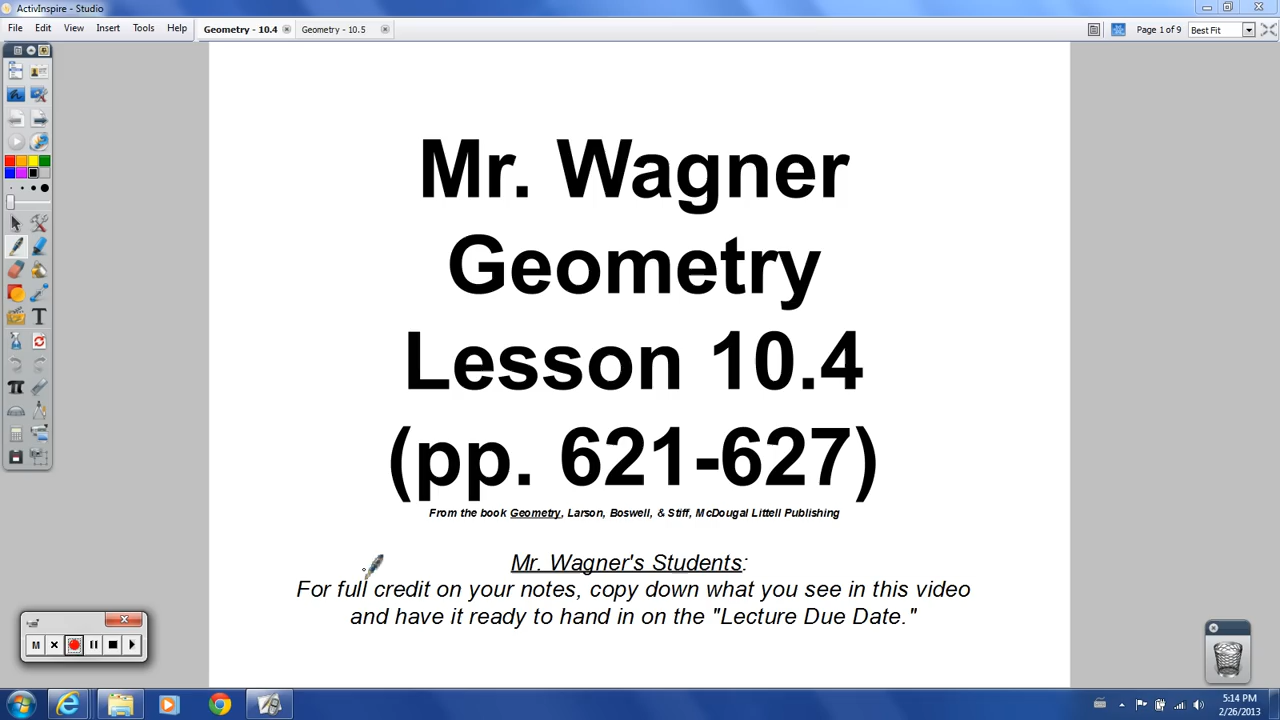 ActivInspire - Studio
File Edit View Insert Tools Help
Geometry - 10.4
Geometry - 10.5
Page 1 of 9
Best Fit
Mr. Wagner
Geometry
Lesson 10.4
(pp. 621-627)
From the book Geometry, Larson, Boswell, & Stiff, McDougal Littell Publishing
Mr. Wagner's Students:
For full credit on your notes, copy down what you see in this video
and have it ready to hand in on the "Lecture Due Date."
M
5:14 PM
2/26/2013